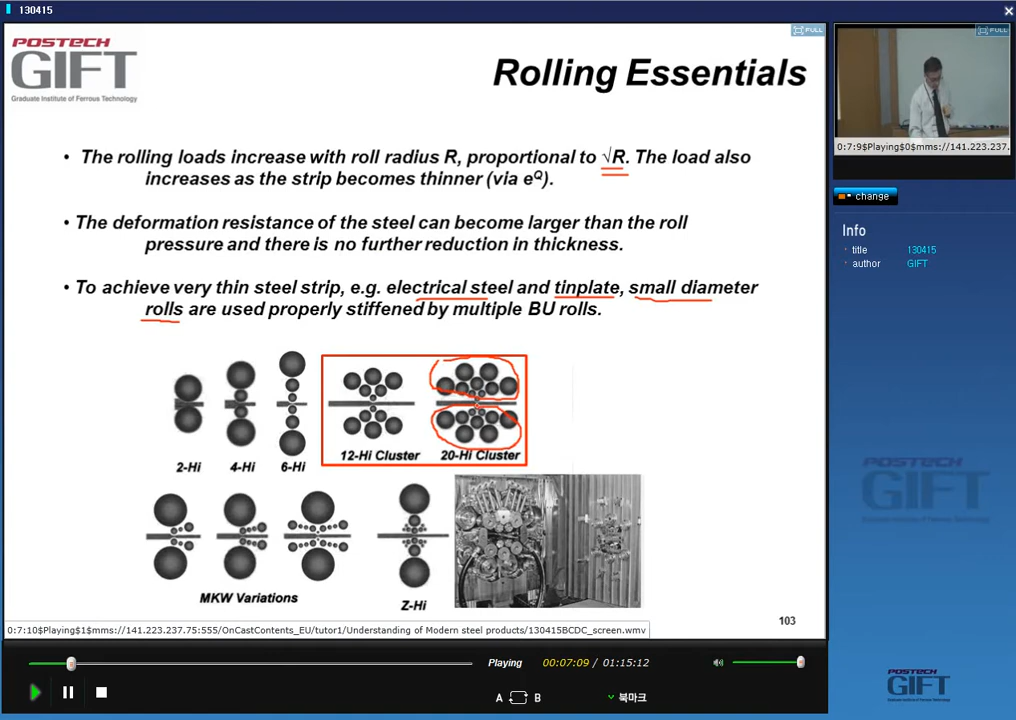 130415
POSTECH
GIFT
Graduate Institute of Ferrous Technology
Rolling Essentials
FULL
FULL
• The rolling loads increase with roll radius R, proportional to √R. The load also
increases as the strip becomes thinner (via e^Q).
• The deformation resistance of the steel can become larger than the roll
pressure and there is no further reduction in thickness.
• To achieve very thin steel strip, e.g. electrical steel and tinplate, small diameter
rolls are used properly stiffened by multiple BU rolls.
2-Hi 4-Hi 6-Hi 12-Hi Cluster 20-Hi Cluster
MKW Variations Z-Hi
103
0:7:10$Playing$1$mms://141.223.237.75:555/OnCastContents_EU/tutor1/Understanding of Modern steel products/130415BCDC_screen.wmv
0:7:9$Playing$0$mms://141.223.237.
change
Info
title 130415
author GIFT
POSTECH
GIFT
Playing 00:07:09 / 01:15:12
A B 북마크
POSTECH
GIFT